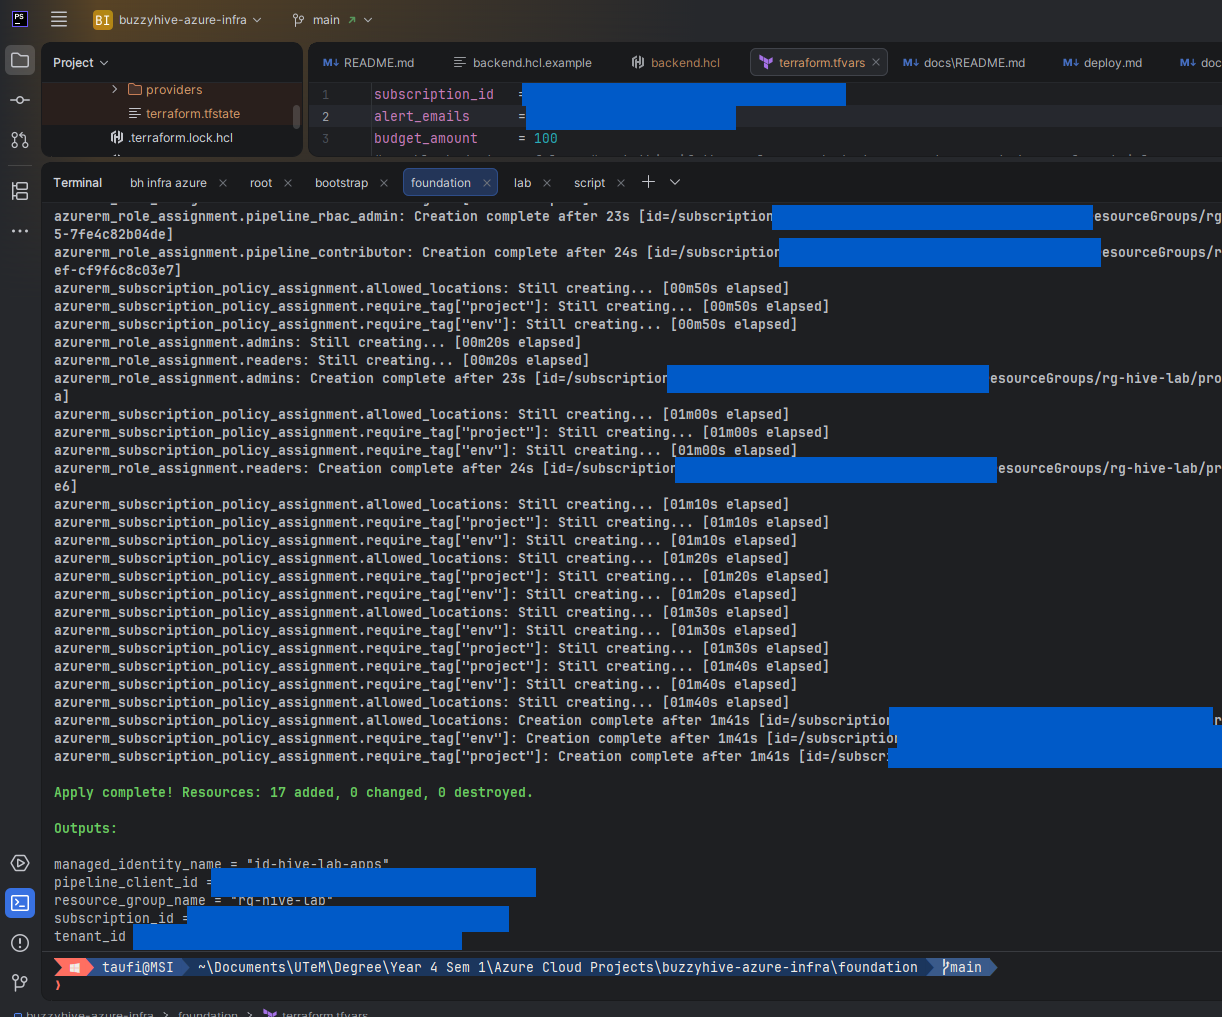 PS
BI buzzyhive-azure-infra main
Project
providers
terraform.tfstate
.terraform.lock.hcl
M↓ README.md backend.hcl.example backend.hcl terraform.tfvars M↓ docs\README.md M↓ deploy.md M↓ doc
1 subscription_id =
2 alert_emails =
3 budget_amount = 100
Terminal bh infra azure root bootstrap foundation lab script
azurerm_role_assignment.pipeline_rbac_admin: Creation complete after 23s [id=/subscription esourceGroups/rg
5-7fe4c82b04de]
azurerm_role_assignment.pipeline_contributor: Creation complete after 24s [id=/subscription esourceGroups/r
ef-cf9f6c8c03e7]
azurerm_subscription_policy_assignment.allowed_locations: Still creating... [00m50s elapsed]
azurerm_subscription_policy_assignment.require_tag["project"]: Still creating... [00m50s elapsed]
azurerm_subscription_policy_assignment.require_tag["env"]: Still creating... [00m50s elapsed]
azurerm_role_assignment.admins: Still creating... [00m20s elapsed]
azurerm_role_assignment.readers: Still creating... [00m20s elapsed]
azurerm_role_assignment.admins: Creation complete after 23s [id=/subscription esourceGroups/rg-hive-lab/pro
a]
azurerm_subscription_policy_assignment.allowed_locations: Still creating... [01m00s elapsed]
azurerm_subscription_policy_assignment.require_tag["project"]: Still creating... [01m00s elapsed]
azurerm_subscription_policy_assignment.require_tag["env"]: Still creating... [01m00s elapsed]
azurerm_role_assignment.readers: Creation complete after 24s [id=/subscription esourceGroups/rg-hive-lab/pr
e6]
azurerm_subscription_policy_assignment.allowed_locations: Still creating... [01m10s elapsed]
azurerm_subscription_policy_assignment.require_tag["project"]: Still creating... [01m10s elapsed]
azurerm_subscription_policy_assignment.require_tag["env"]: Still creating... [01m10s elapsed]
azurerm_subscription_policy_assignment.allowed_locations: Still creating... [01m20s elapsed]
azurerm_subscription_policy_assignment.require_tag["project"]: Still creating... [01m20s elapsed]
azurerm_subscription_policy_assignment.require_tag["env"]: Still creating... [01m20s elapsed]
azurerm_subscription_policy_assignment.allowed_locations: Still creating... [01m30s elapsed]
azurerm_subscription_policy_assignment.require_tag["env"]: Still creating... [01m30s elapsed]
azurerm_subscription_policy_assignment.require_tag["project"]: Still creating... [01m30s elapsed]
azurerm_subscription_policy_assignment.require_tag["project"]: Still creating... [01m40s elapsed]
azurerm_subscription_policy_assignment.require_tag["env"]: Still creating... [01m40s elapsed]
azurerm_subscription_policy_assignment.allowed_locations: Still creating... [01m40s elapsed]
azurerm_subscription_policy_assignment.allowed_locations: Creation complete after 1m41s [id=/subscription r
azurerm_subscription_policy_assignment.require_tag["env"]: Creation complete after 1m41s [id=/subscription
azurerm_subscription_policy_assignment.require_tag["project"]: Creation complete after 1m41s [id=/subscr
Apply complete! Resources: 17 added, 0 changed, 0 destroyed.
Outputs:
managed_identity_name = "id-hive-lab-apps"
pipeline_client_id =
resource_group_name = "rg-hive-lab"
subscription_id =
tenant_id
taufi@MSI ~\Documents\UTeM\Degree\Year 4 Sem 1\Azure Cloud Projects\buzzyhive-azure-infra\foundation main
buzzyhive-azure-infra > foundation > terraform.tfvars